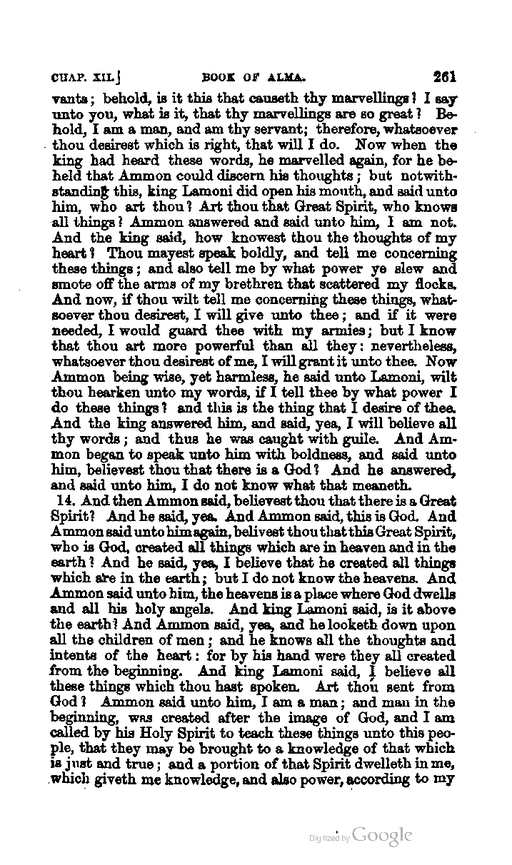 CHAP. XII.] BOOK OF ALMA. 261
vants; behold, is it this that causeth thy marvellings? I say
unto you, what is it, that thy marvellings are so great? Be-
hold, I am a man, and am thy servant; therefore, whatsoever
thou desirest which is right, that will I do. Now when the
king had heard these words, he marvelled again, for he be-
held that Ammon could discern his thoughts; but notwith-
standing this, king Lamoni did open his mouth, and said unto
him, who art thou? Art thou that Great Spirit, who knows
all things? Ammon answered and said unto him, I am not.
And the king said, how knowest thou the thoughts of my
heart? Thou mayest speak boldly, and tell me concerning
these things; and also tell me by what power ye slew and
smote off the arms of my brethren that scattered my flocks.
And now, if thou wilt tell me concerning these things, what-
soever thou desirest, I will give unto thee; and if it were
needed, I would guard thee with my armies; but I know
that thou art more powerful than all they: nevertheless,
whatsoever thou desirest of me, I will grant it unto thee. Now
Ammon being wise, yet harmless, he said unto Lamoni, wilt
thou hearken unto my words, if I tell thee by what power I
do these things? and this is the thing that I desire of thee.
And the king answered him, and said, yea, I will believe all
thy words; and thus he was caught with guile. And Am-
mon began to speak unto him with boldness, and said unto
him, believest thou that there is a God? And he answered,
and said unto him, I do not know what that meaneth.
14. And then Ammon said, believest thou that there is a Great
Spirit? And he said, yea. And Ammon said, this is God. And
Ammon said unto him again, belivest thou that this Great Spirit,
who is God, created all things which are in heaven and in the
earth? And he said, yea, I believe that he created all things
which are in the earth; but I do not know the heavens. And
Ammon said unto him, the heavens is a place where God dwells
and all his holy angels. And king Lamoni said, is it above
the earth? And Ammon said, yea, and he looketh down upon
all the children of men; and he knows all the thoughts and
intents of the heart: for by his hand were they all created
from the beginning. And king Lamoni said, I believe all
these things which thou hast spoken. Art thou sent from
God? Ammon said unto him, I am a man; and man in the
beginning, was created after the image of God, and I am
called by his Holy Spirit to teach these things unto this peo-
ple, that they may be brought to a knowledge of that which
is just and true; and a portion of that Spirit dwelleth in me,
which giveth me knowledge, and also power, according to my
Digitized by Google